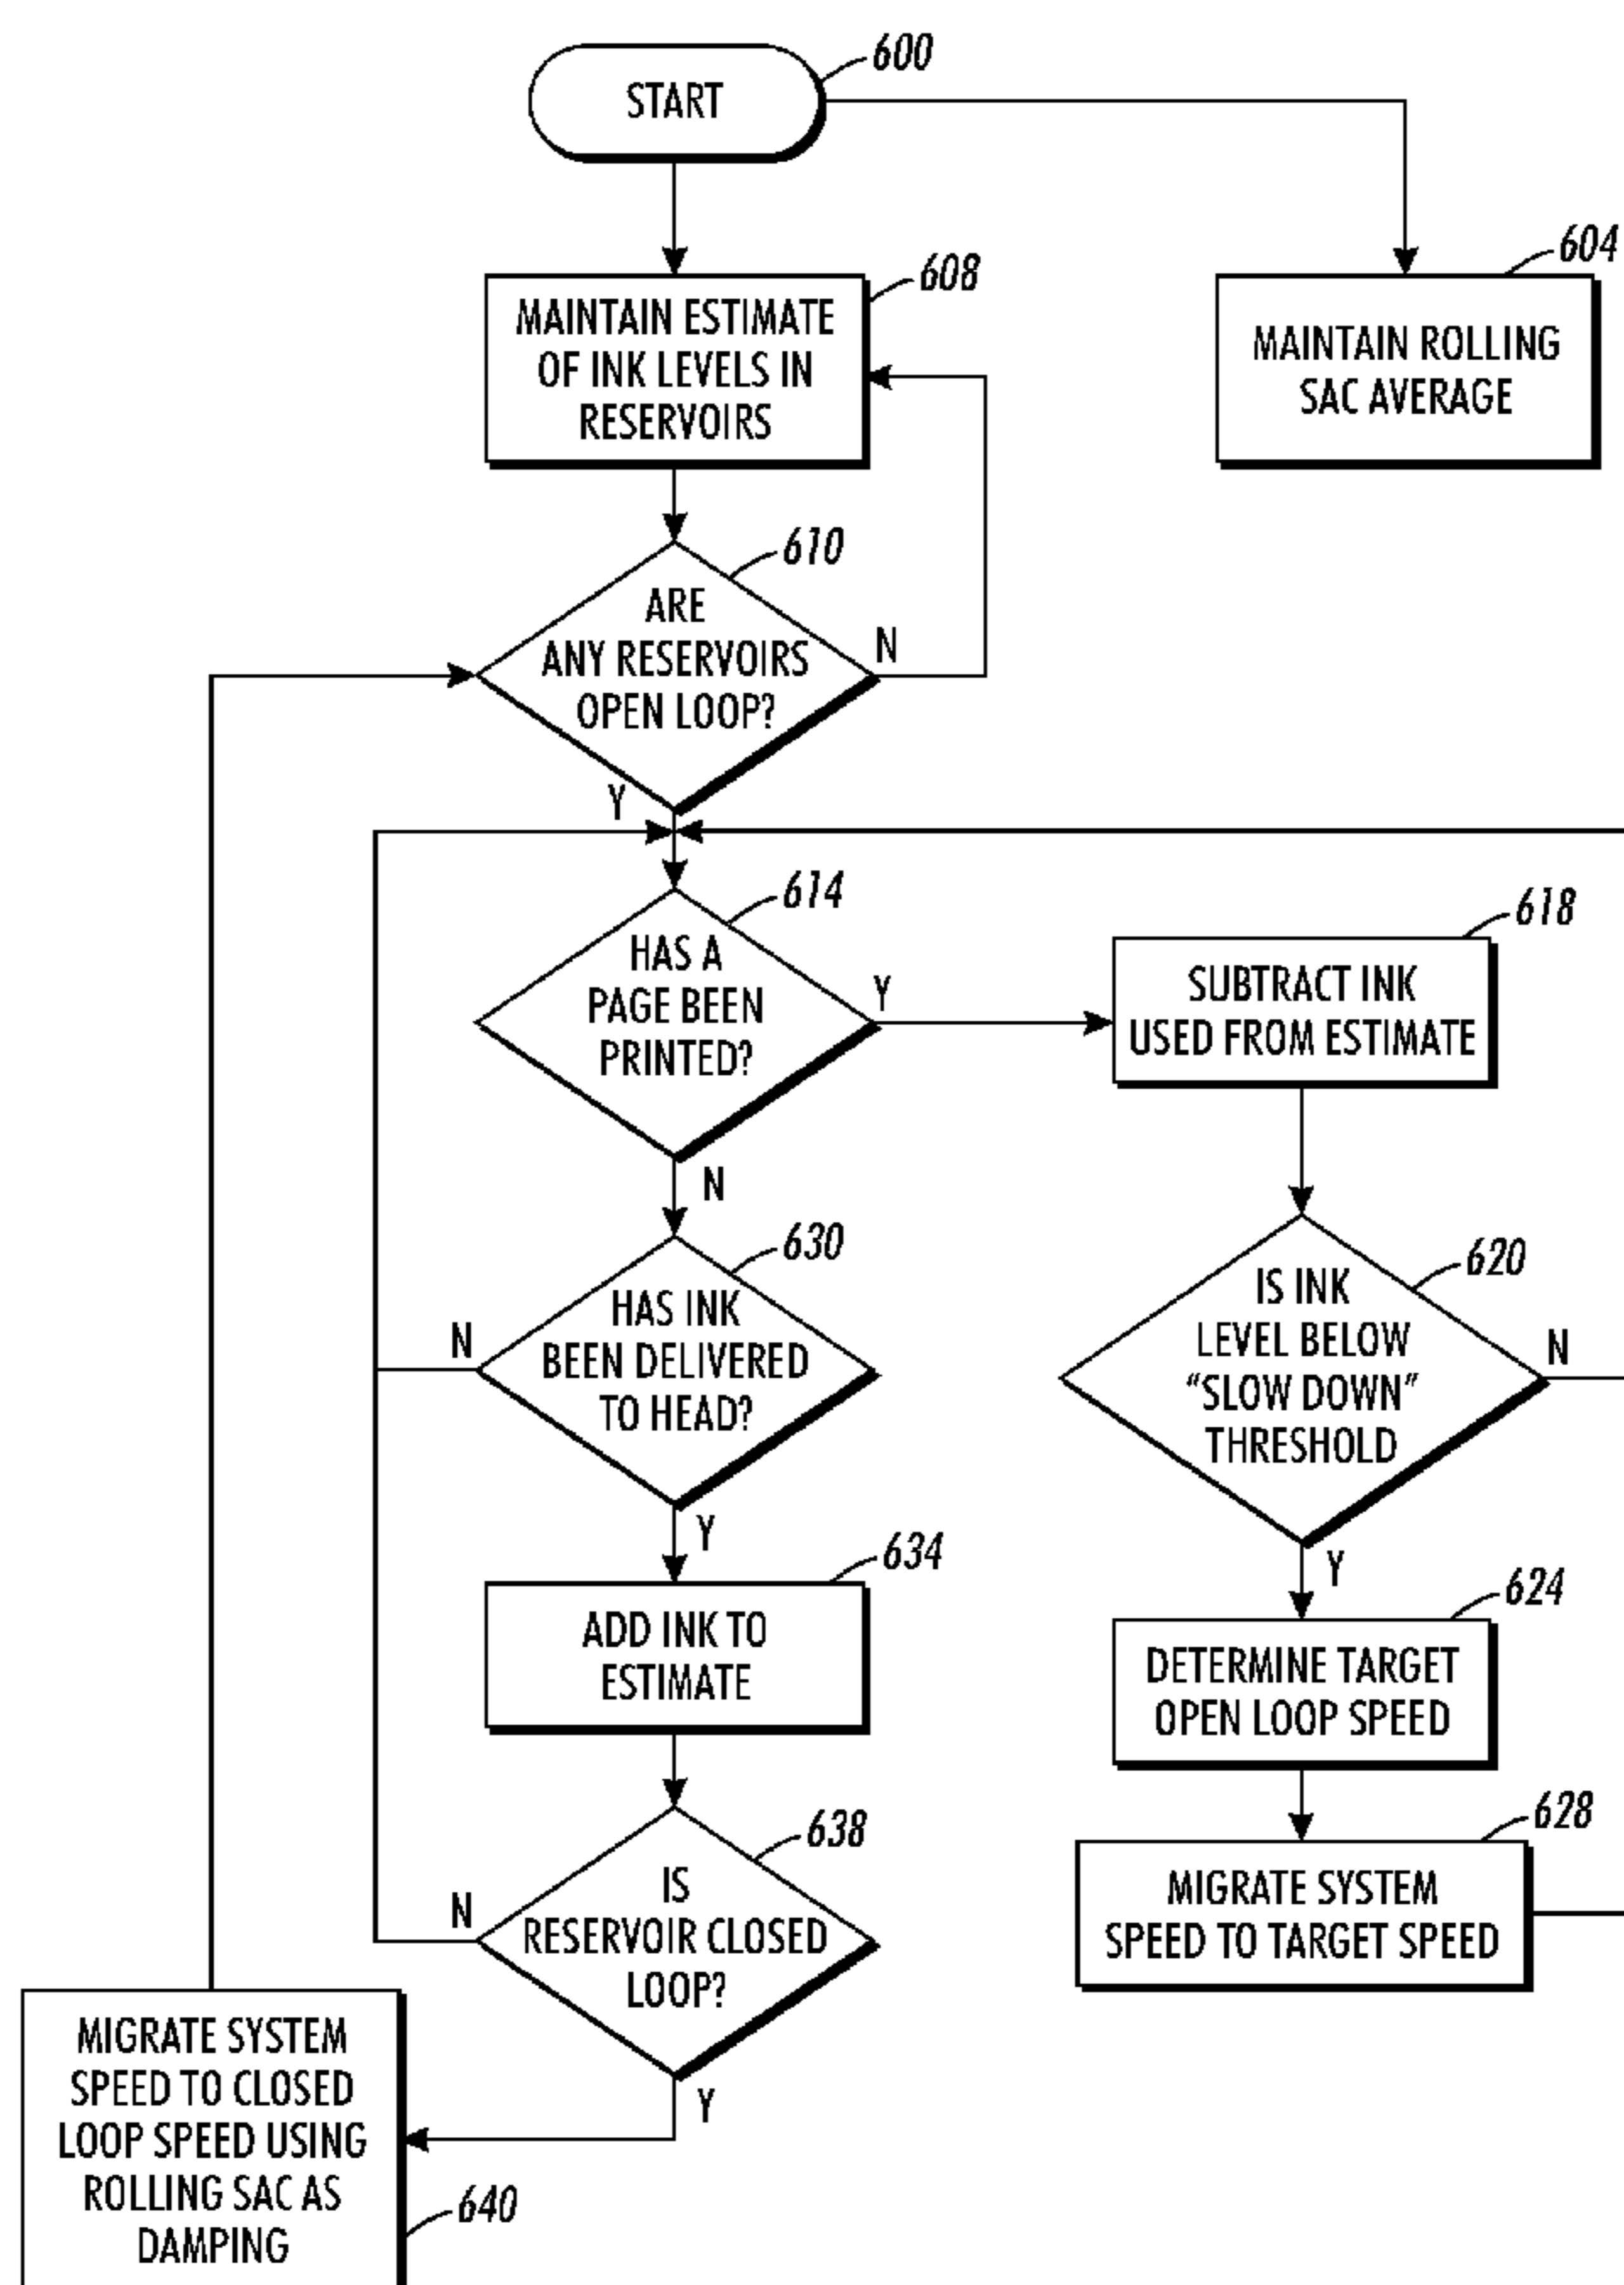 600
START
604
MAINTAIN ROLLING
SAC AVERAGE
608
MAINTAIN ESTIMATE
OF INK LEVELS IN
RESERVOIRS
610
ARE
ANY RESERVOIRS
OPEN LOOP?
N
Y
614
HAS A
PAGE BEEN
PRINTED?
Y
N
618
SUBTRACT INK
USED FROM ESTIMATE
620
IS INK
LEVEL BELOW
“SLOW DOWN”
THRESHOLD
N
Y
624
DETERMINE TARGET
OPEN LOOP SPEED
628
MIGRATE SYSTEM
SPEED TO TARGET SPEED
630
HAS INK
BEEN DELIVERED
TO HEAD?
N
Y
634
ADD INK TO
ESTIMATE
638
IS
RESERVOIR CLOSED
LOOP?
N
Y
MIGRATE SYSTEM
SPEED TO CLOSED
LOOP SPEED USING
ROLLING SAC AS
DAMPING
640